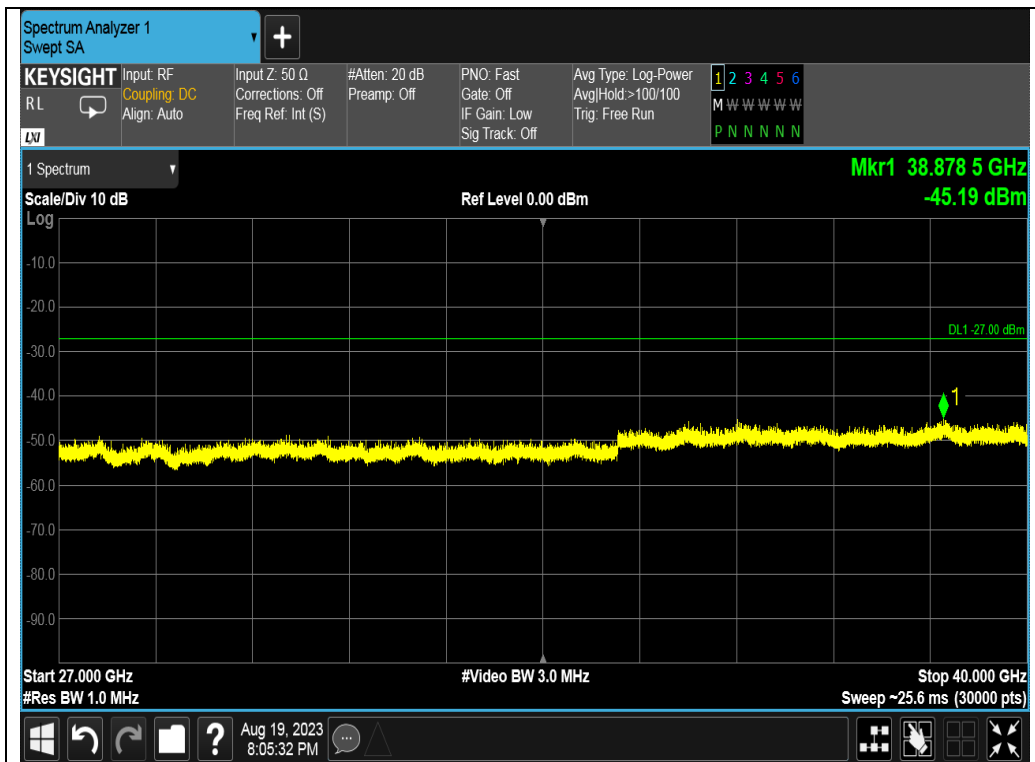 Spectrum Analyzer 1
Swept SA
+
KEYSIGHT
RL
LXI
Input: RF
Coupling: DC
Align: Auto
Input Z: 50 Ω
Corrections: Off
Freq Ref: Int (S)
#Atten: 20 dB
Preamp: Off
PNO: Fast
Gate: Off
IF Gain: Low
Sig Track: Off
Avg Type: Log-Power
Avg|Hold:>100/100
Trig: Free Run
1 2 3 4 5 6
M W W W W W
P N N N N N
1 Spectrum
Mkr1 38.878 5 GHz
-45.19 dBm
Scale/Div 10 dB
Ref Level 0.00 dBm
Log
-10.0
-20.0
DL1 -27.00 dBm
-30.0
-40.0
1
-50.0
-60.0
-70.0
-80.0
-90.0
Start 27.000 GHz
#Video BW 3.0 MHz
Stop 40.000 GHz
#Res BW 1.0 MHz
Sweep ~25.6 ms (30000 pts)
?
Aug 19, 2023
8:05:32 PM